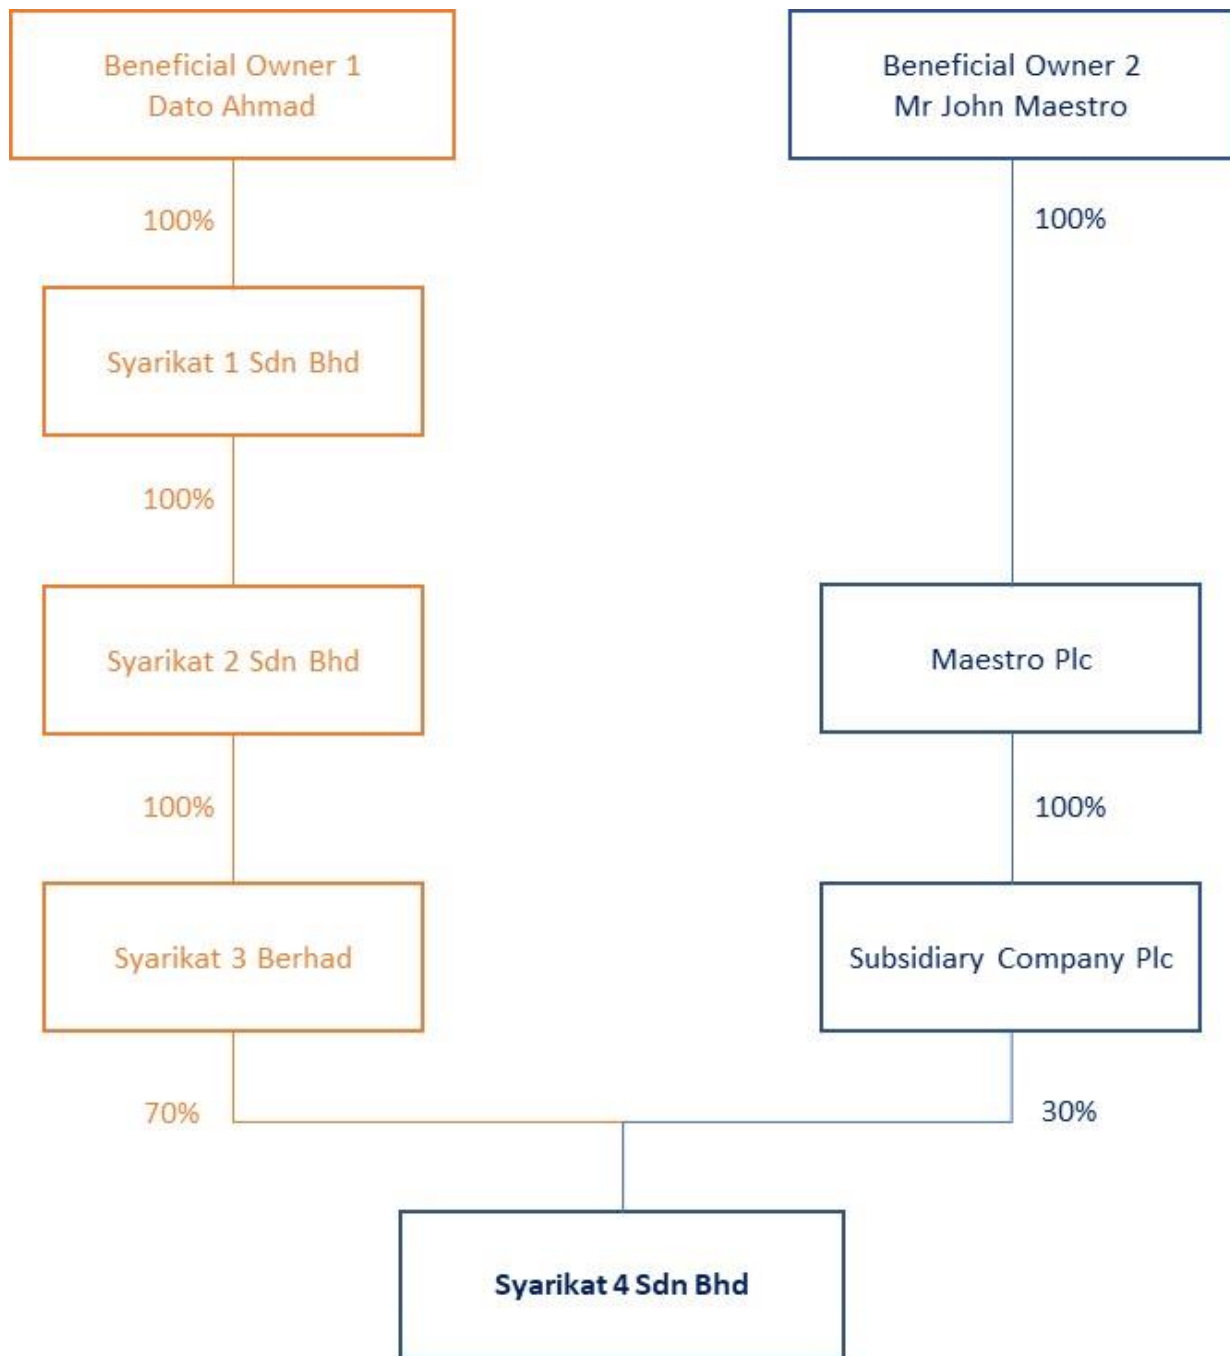 Beneficial Owner 1
Dato Ahmad
Beneficial Owner 2
Mr John Maestro
100%
100%
Syarikat 1 Sdn Bhd
100%
Syarikat 2 Sdn Bhd
Maestro Plc
100%
100%
Syarikat 3 Berhad
Subsidiary Company Plc
70%
30%
Syarikat 4 Sdn Bhd